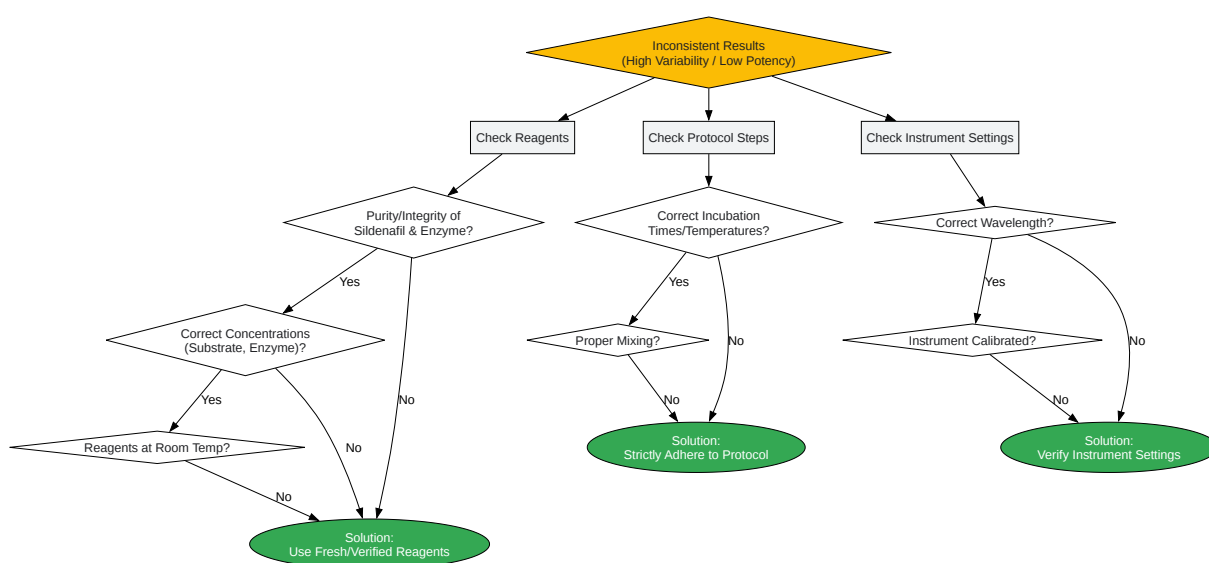 Inconsistent Results
(High Variability / Low Potency)
Check Reagents
Check Protocol Steps
Check Instrument Settings
Purity/Integrity of
Sildenafil & Enzyme?
Correct Incubation
Times/Temperatures?
Correct Wavelength?
Yes
Yes
Yes
Correct Concentrations
(Substrate, Enzyme)?
Proper Mixing?
No
Instrument Calibrated?
No
Yes
No
No
No
Reagents at Room Temp?
No
Solution:
Strictly Adhere to Protocol
Solution:
Verify Instrument Settings
No
Solution:
Use Fresh/Verified Reagents